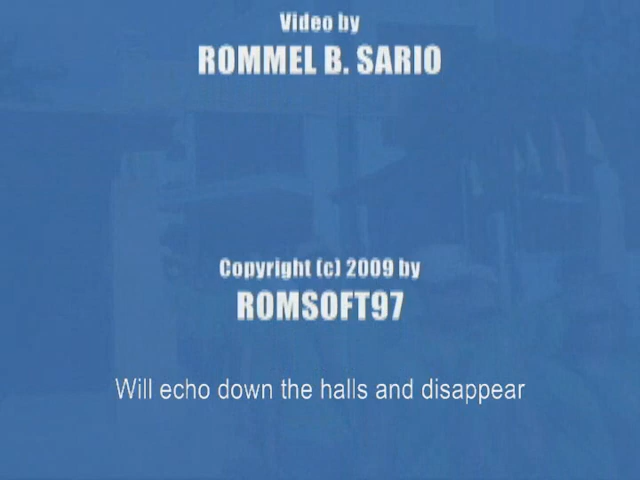 Video by
ROMMEL B. SARIO
Copyright (c) 2009 by
ROMSOFT97
Will echo down the halls and disappear